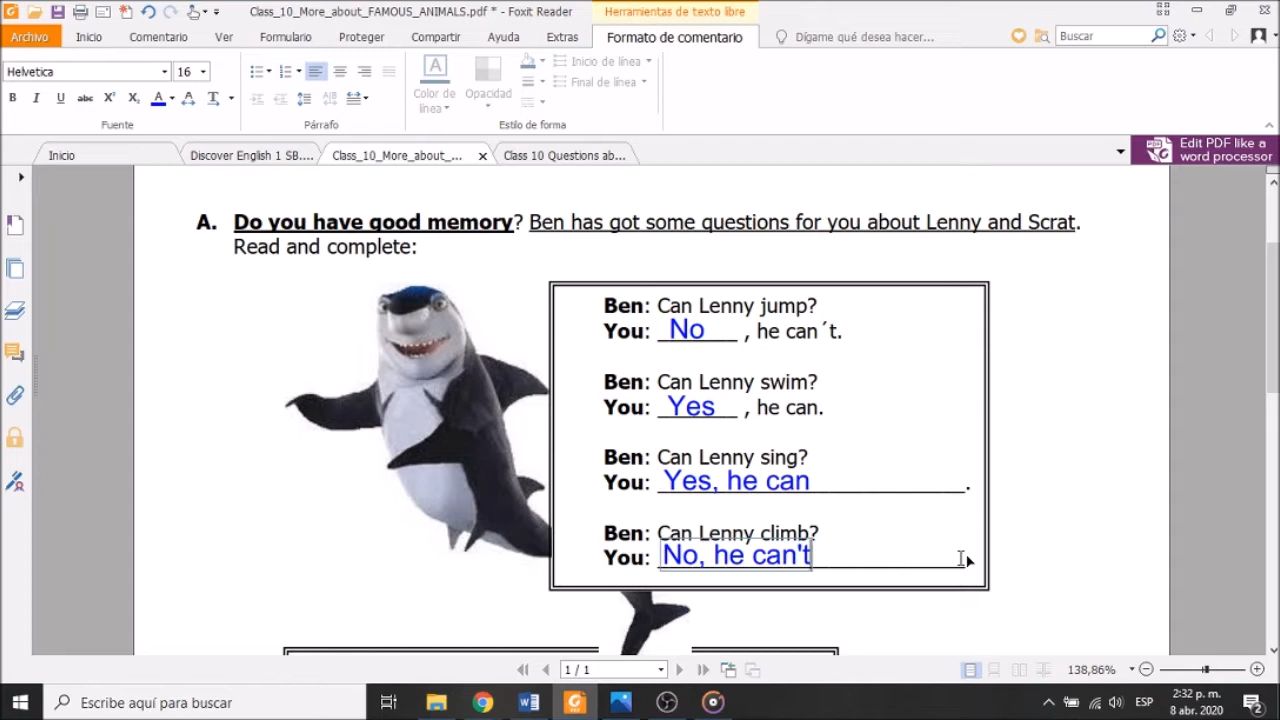 Class_10_More_about_FAMOUS_ANIMALS.pdf * - Foxit Reader
Herramientas de texto libre
Archivo
Inicio
Comentario
Ver
Formulario
Proteger
Compartir
Ayuda
Extras
Formato de comentario
Dígame qué desea hacer...
Buscar
Helvetica
16
Color de línea
Opacidad
Inicio de línea
Final de línea
Fuente
Párrafo
Estilo de forma
Inicio
Discover English 1 SB....
Class_10_More_about_...
Class 10 Questions ab...
Edit PDF like a
word processor
A. Do you have good memory? Ben has got some questions for you about Lenny and Scrat.
Read and complete:
Ben: Can Lenny jump?
You: No , he can´t.
Ben: Can Lenny swim?
You: Yes , he can.
Ben: Can Lenny sing?
You: Yes, he can .
Ben: Can Lenny climb?
You: No, he can't
1 / 1
138,86%
Escribe aquí para buscar
ESP
2:32 p. m.
8 abr. 2020
2